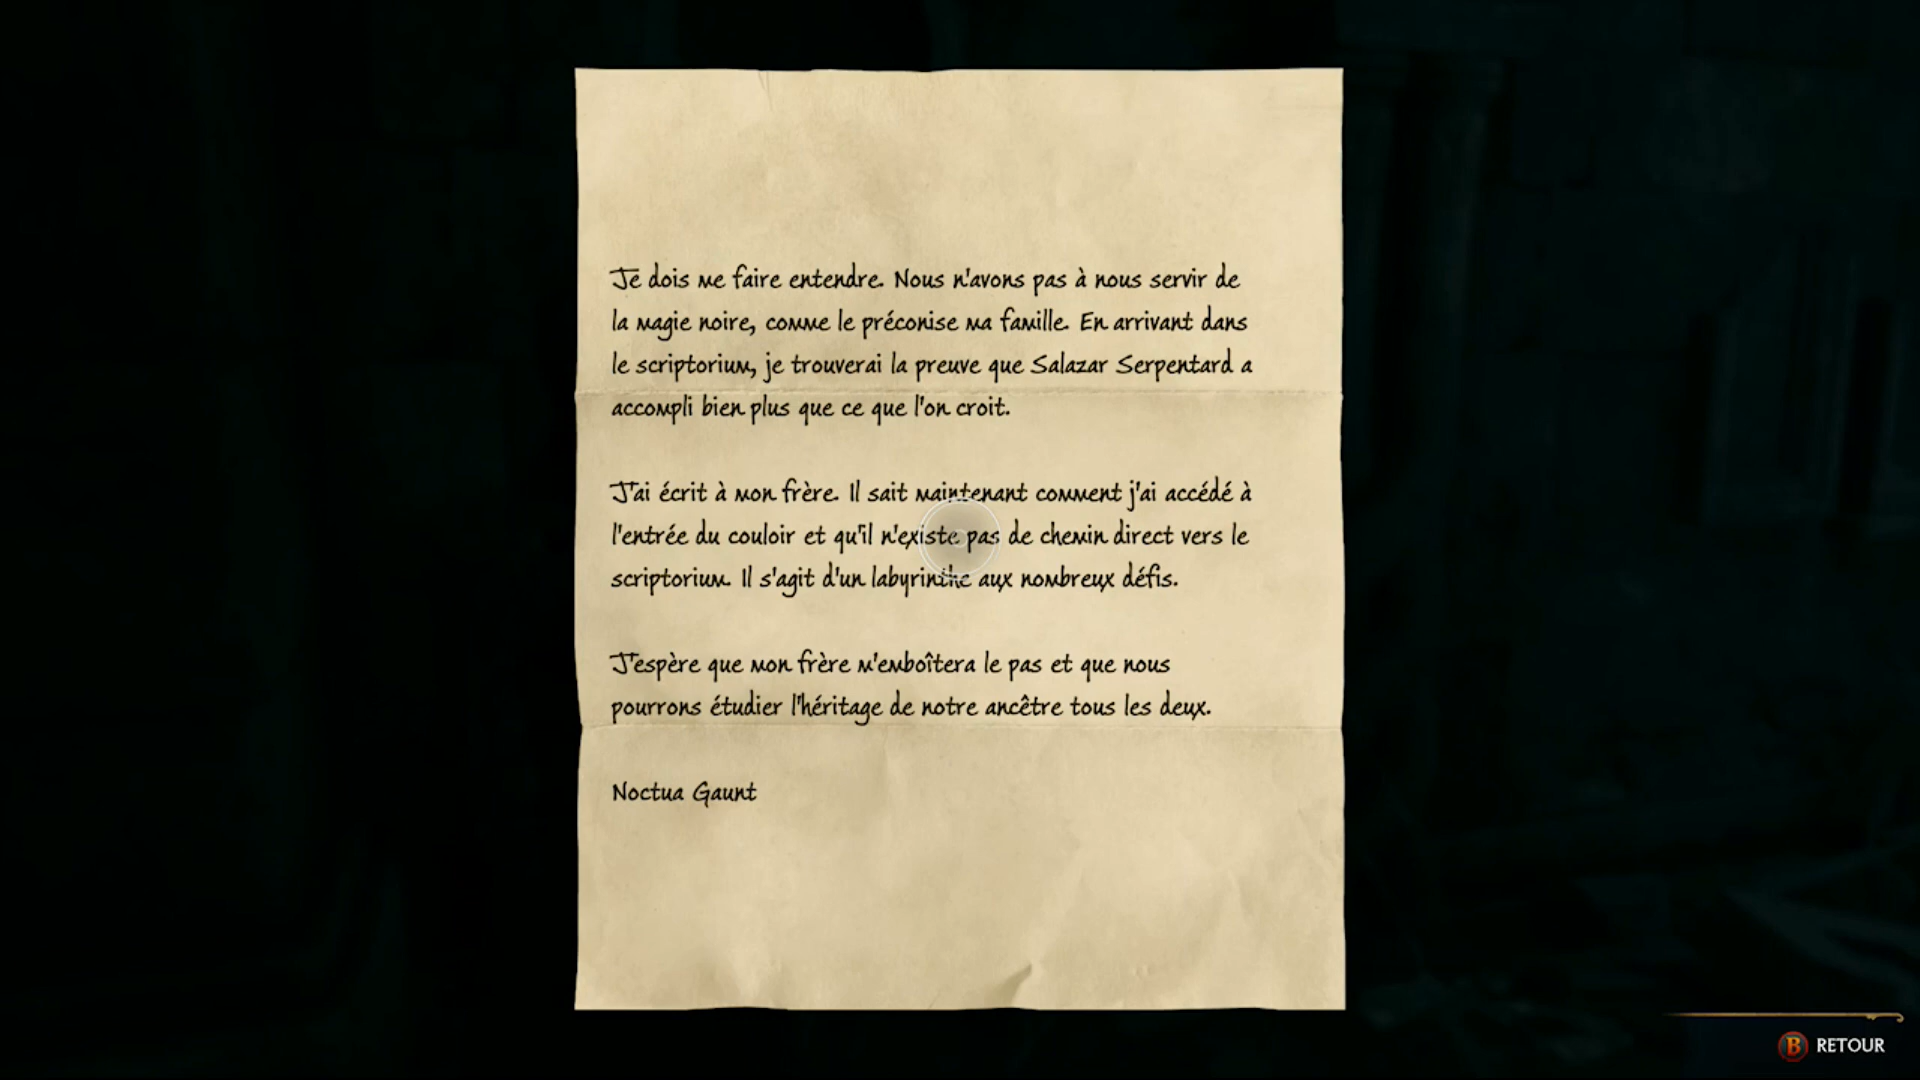 Je dois me faire entendre. Nous n'avons pas à nous servir de
la magie noire, comme le préconise ma famille. En arrivant dans
le scriptorium, je trouverai la preuve que Salazar Serpentard a
accompli bien plus que ce que l'on croit.
J'ai écrit à mon frère. Il sait maintenant comment j'ai accédé à
l'entrée du couloir et qu'il n'existe pas de chemin direct vers le
scriptorium. Il s'agit d'un labyrinthe aux nombreux défis.
J'espère que mon frère m'emboîtera le pas et que nous
pourrons étudier l'héritage de notre ancêtre tous les deux.
Noctua Gaunt
B RETOUR